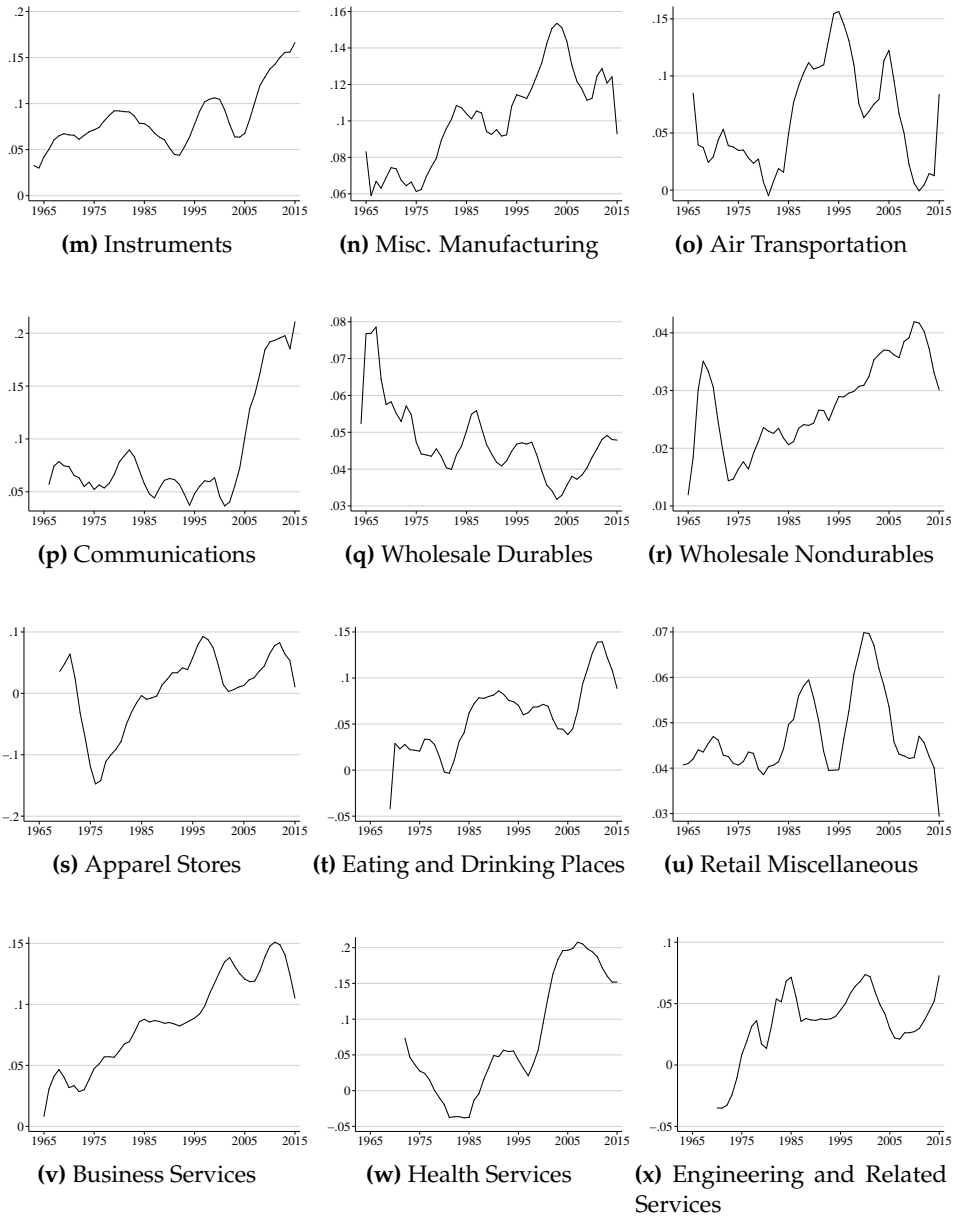 .2
.15
.1
.05
0
1965 1975 1985 1995 2005 2015
(m) Instruments
.16
.14
.12
.1
.08
.06
1965 1975 1985 1995 2005 2015
(n) Misc. Manufacturing
.15
.1
.05
0
1965 1975 1985 1995 2005 2015
(o) Air Transportation
.2
.15
.1
.05
1965 1975 1985 1995 2005 2015
(p) Communications
.08
.07
.06
.05
.04
.03
1965 1975 1985 1995 2005 2015
(q) Wholesale Durables
.04
.03
.02
.01
1965 1975 1985 1995 2005 2015
(r) Wholesale Nondurables
.1
0
−.1
−.2
1965 1975 1985 1995 2005 2015
(s) Apparel Stores
.15
.1
.05
0
−.05
1965 1975 1985 1995 2005 2015
(t) Eating and Drinking Places
.07
.06
.05
.04
.03
1965 1975 1985 1995 2005 2015
(u) Retail Miscellaneous
.15
.1
.05
0
1965 1975 1985 1995 2005 2015
(v) Business Services
.2
.15
.1
.05
0
−.05
1965 1975 1985 1995 2005 2015
(w) Health Services
.1
.05
0
−.05
1965 1975 1985 1995 2005 2015
(x) Engineering and Related
Services